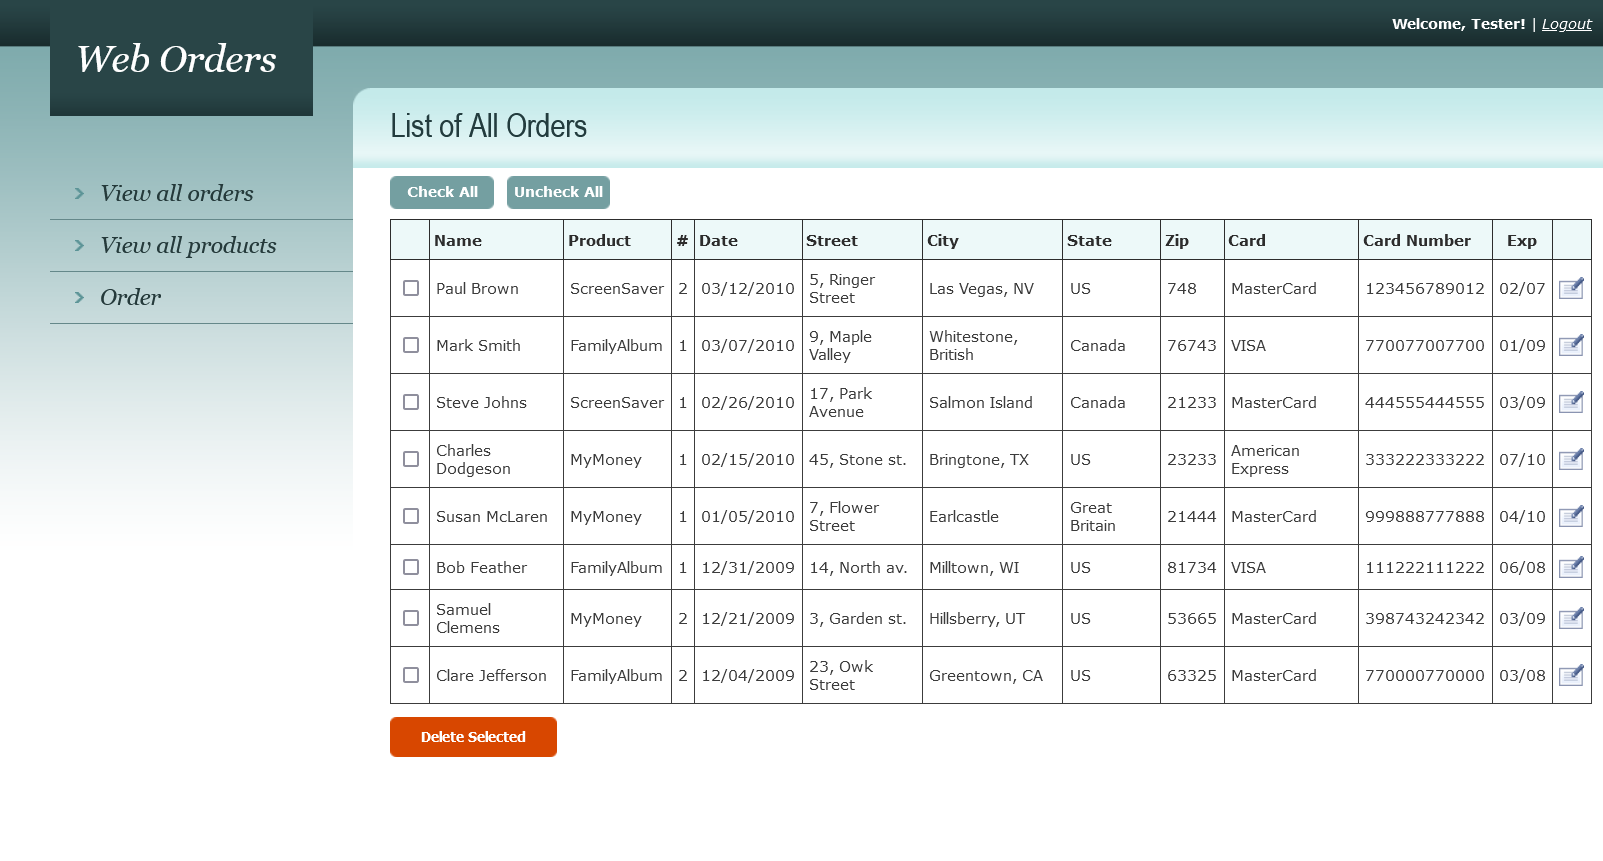 Welcome, Tester! | Logout
Web Orders
View all orders
View all products
Order
List of All Orders
Check All Uncheck All
Name Product # Date Street City State Zip Card Card Number Exp
Paul Brown ScreenSaver 2 03/12/2010 5, Ringer Street Las Vegas, NV US 748 MasterCard 123456789012 02/07
Mark Smith FamilyAlbum 1 03/07/2010 9, Maple Valley Whitestone, British Canada 76743 VISA 770077007700 01/09
Steve Johns ScreenSaver 1 02/26/2010 17, Park Avenue Salmon Island Canada 21233 MasterCard 444555444555 03/09
Charles Dodgeson MyMoney 1 02/15/2010 45, Stone st. Bringtone, TX US 23233 American Express 333222333222 07/10
Susan McLaren MyMoney 1 01/05/2010 7, Flower Street Earlcastle Great Britain 21444 MasterCard 999888777888 04/10
Bob Feather FamilyAlbum 1 12/31/2009 14, North av. Milltown, WI US 81734 VISA 111222111222 06/08
Samuel Clemens MyMoney 2 12/21/2009 3, Garden st. Hillsberry, UT US 53665 MasterCard 398743242342 03/09
Clare Jefferson FamilyAlbum 2 12/04/2009 23, Owk Street Greentown, CA US 63325 MasterCard 770000770000 03/08
Delete Selected